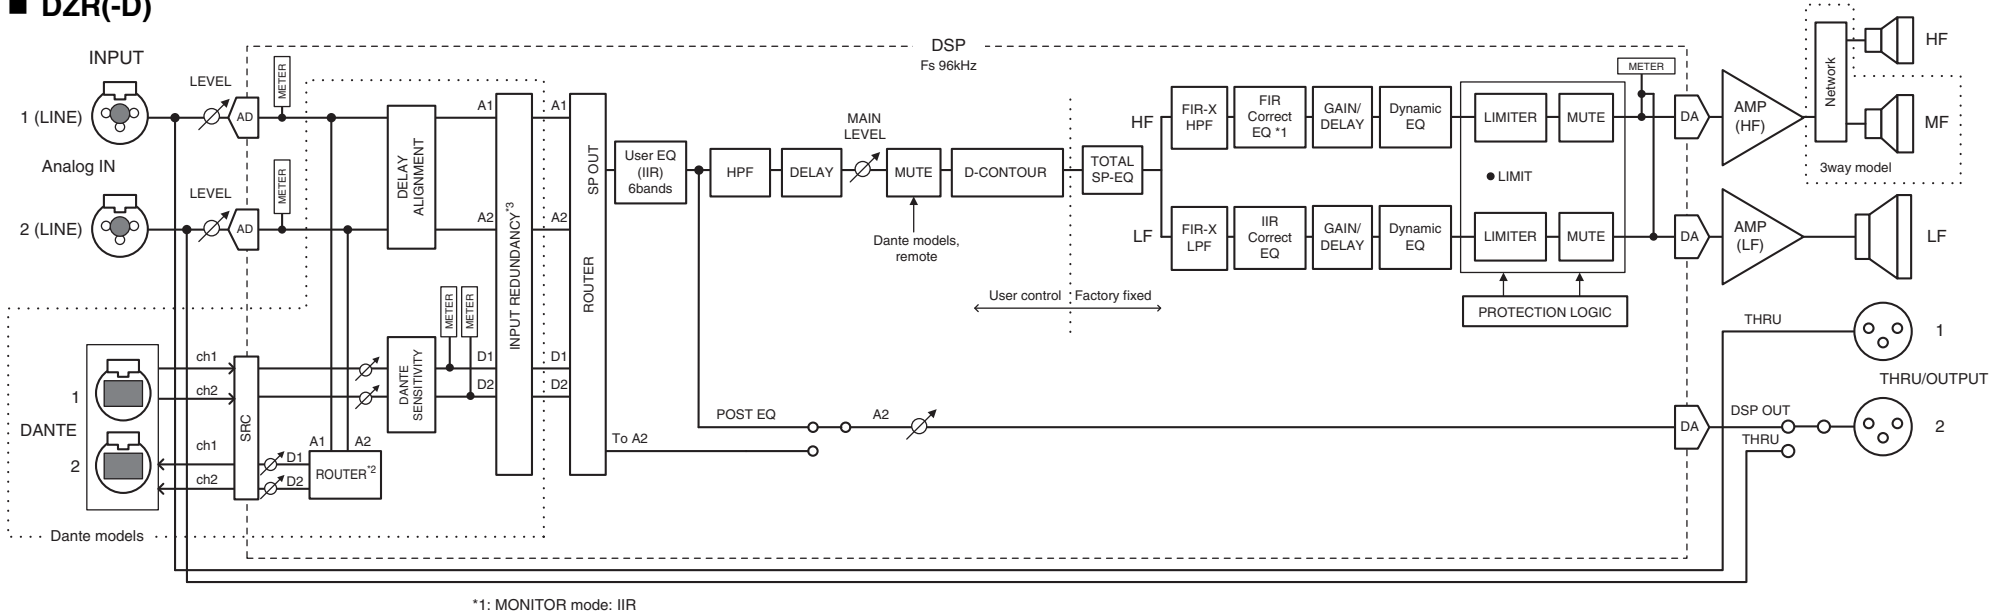 ■ DZR(-D)
INPUT
1 (LINE)
Analog IN
2 (LINE)
LEVEL
AD
METER
LEVEL
AD
METER
DELAY ALIGNMENT
A1
A2
INPUT REDUNDANCY*3
A1
A2
D1
D2
D1
D2
SP OUT
ROUTER
DSP
Fs 96kHz
User EQ
(IIR)
6bands
HPF
DELAY
MAIN
LEVEL
MUTE
Dante models,
remote
D-CONTOUR
User control
Factory fixed
TOTAL
SP-EQ
HF
FIR-X
HPF
FIR
Correct
EQ *1
GAIN/
DELAY
Dynamic
EQ
LIMITER
MUTE
METER
DA
AMP
(HF)
Network
HF
MF
3way model
● LIMIT
LF
FIR-X
LPF
IIR
Correct
EQ
GAIN/
DELAY
Dynamic
EQ
LIMITER
MUTE
DA
AMP
(LF)
LF
PROTECTION LOGIC
DANTE
1
2
ch1
ch2
ch1
ch2
SRC
D1
D2
A1
A2
ROUTER*2
DANTE SENSITIVITY
METER
METER
Dante models
POST EQ
To A2
A2
DA
THRU
1
THRU/OUTPUT
DSP OUT
THRU
2
*1: MONITOR mode: IIR